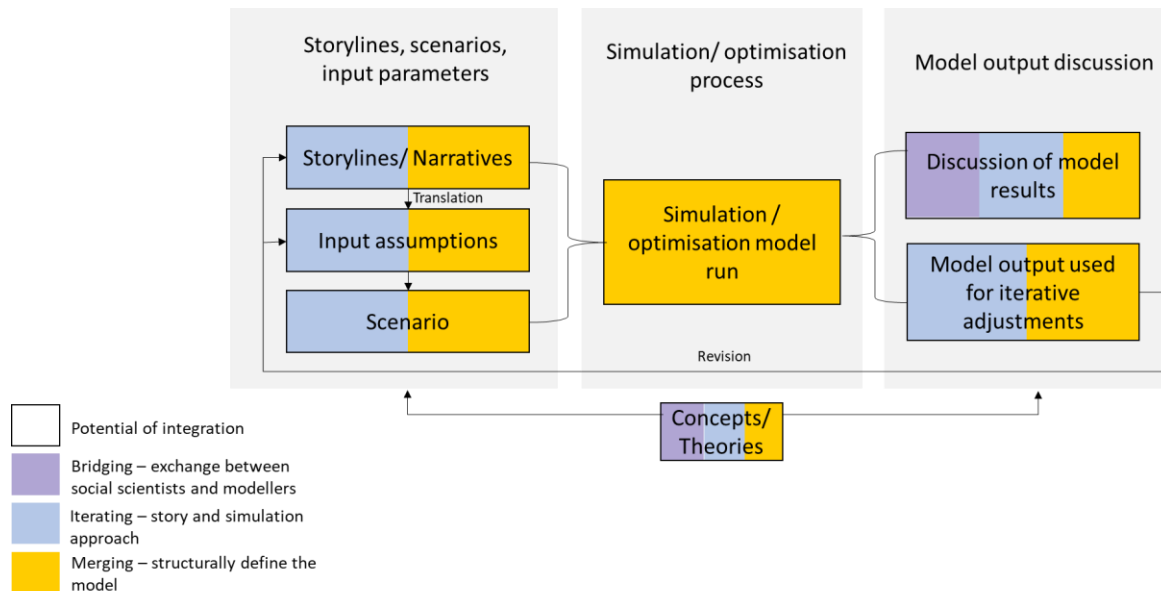 Storylines, scenarios,
input parameters
Simulation/ optimisation
process
Model output discussion
Storylines/ Narratives
Translation
Input assumptions
Scenario
Simulation /
optimisation model
run
Discussion of model
results
Model output used
for iterative
adjustments
Revision
Concepts/
Theories
Potential of integration
Bridging – exchange between
social scientists and modellers
Iterating – story and simulation
approach
Merging – structurally define the
model